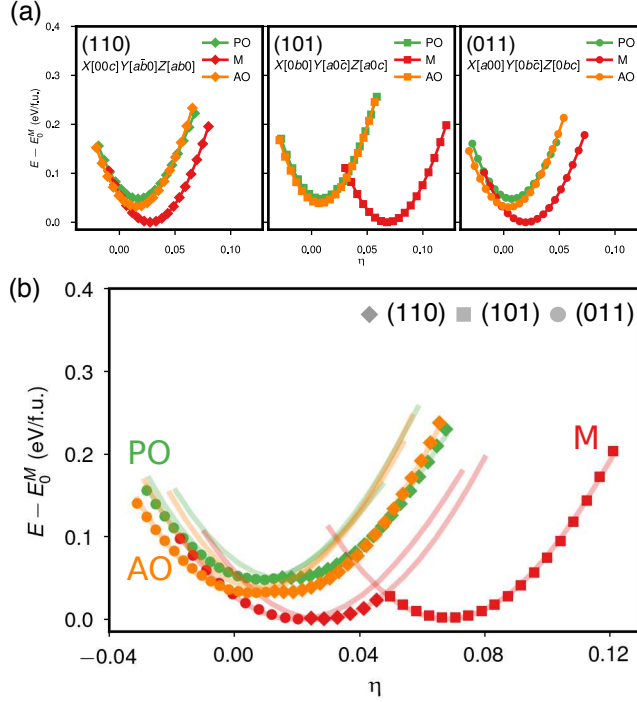 (a)
(110)
X[00c]Y[ab̄0]Z[ab0]
PO
M
AO
(101)
X[0b0]Y[a0c̄]Z[a0c]
PO
M
AO
(011)
X[a00]Y[0bc̄]Z[0bc]
PO
M
AO
E − E₀ᴹ (eV/f.u.)
0.4
0.3
0.2
0.1
0.0
0.00 0.05 0.10
0.00 0.05 0.10
0.00 0.05 0.10
η
(b)
(110) (101) (011)
PO
AO
M
E − E₀ᴹ (eV/f.u.)
0.4
0.3
0.2
0.1
0.0
−0.04 0.00 0.04 0.08 0.12
η